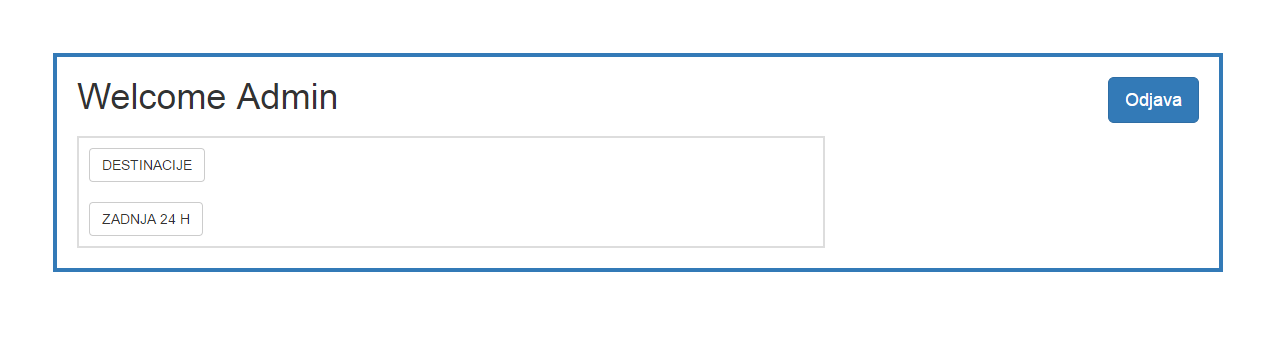 Welcome Admin
Odjava
DESTINACIJE
ZADNJA 24 H